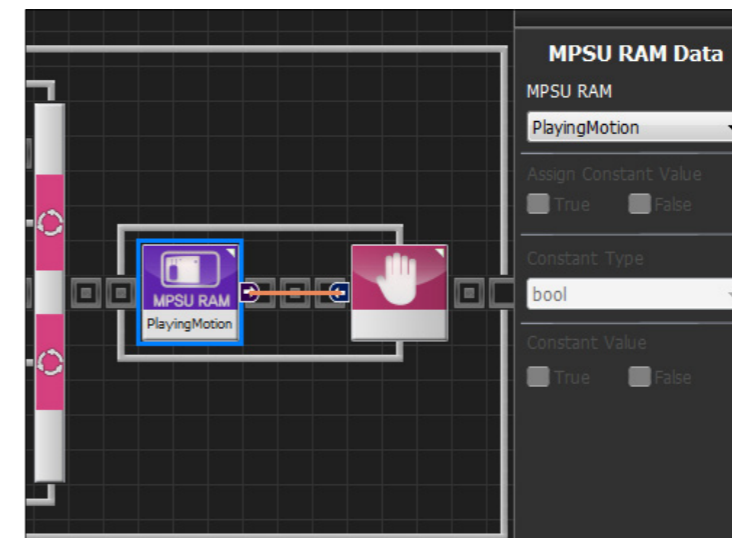 MPSU RAM
PlayingMotion
MPSU RAM Data
MPSU RAM
PlayingMotion
Assign Constant Value
True False
Constant Type
bool
Constant Value
True False